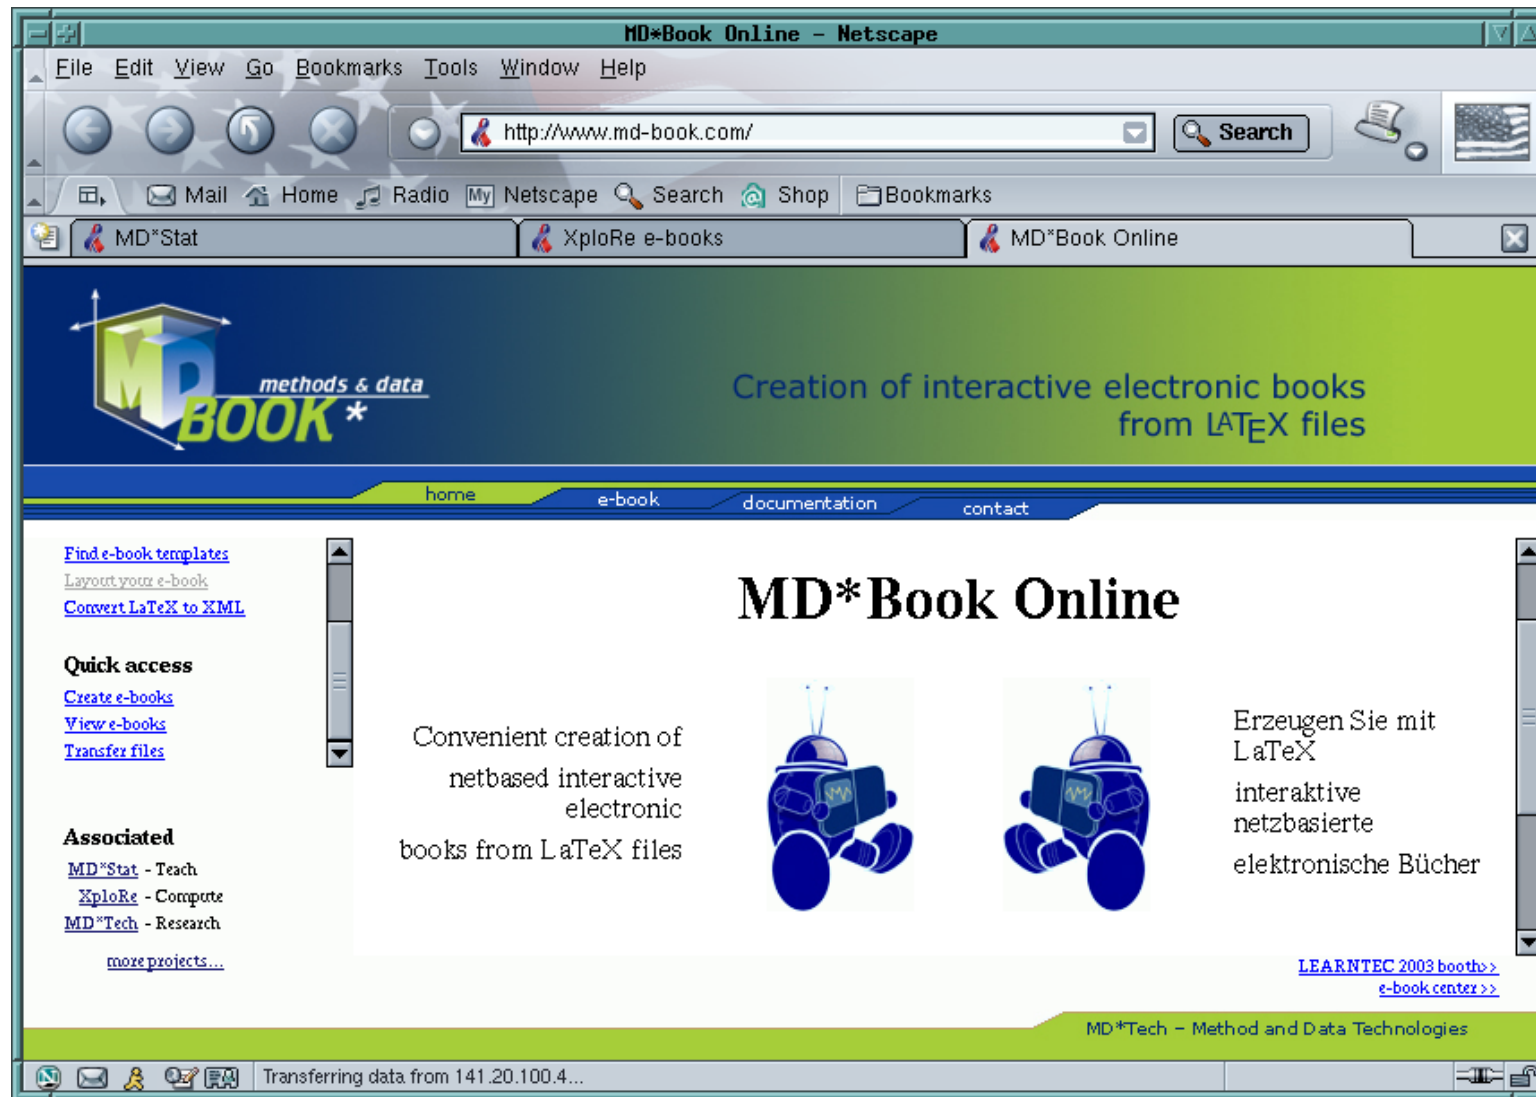 MD*Book Online - Netscape
File Edit View Go Bookmarks Tools Window Help
http://www.md-book.com/ Search
Mail Home Radio My Netscape Search Shop Bookmarks
MD*Stat XploRe e-books MD*Book Online
MD
methods & data
BOOK *
Creation of interactive electronic books
from LATEX files
home e-book documentation contact
Find e-book templates
Layout your e-book
Convert LaTeX to XML
Quick access
Create e-books
View e-books
Transfer files
Associated
MD*Stat - Teach
XploRe - Compute
MD*Tech - Research
more projects...
MD*Book Online
Convenient creation of
netbased interactive
electronic
books from LaTeX files
Erzeugen Sie mit
LaTeX
interaktive
netzbasierte
elektronische Bücher
LEARNTEC 2003 booth>>
e-book center >>
MD*Tech - Method and Data Technologies
Transferring data from 141.20.100.4...